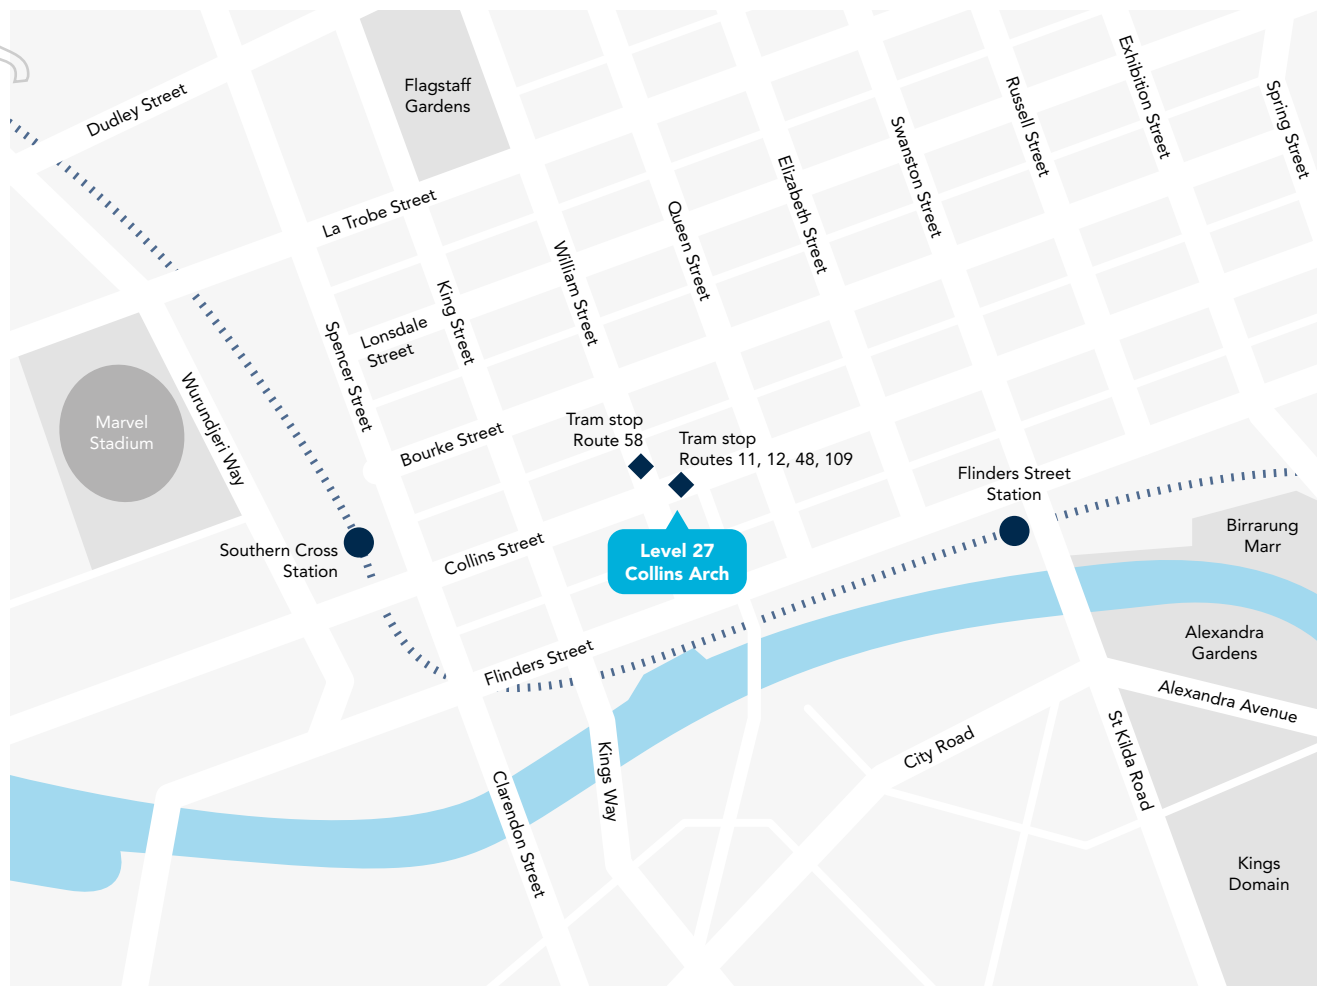 Flagstaff
Gardens
Dudley Street
Exhibition Street
Russell Street
Spring Street
Swanston Street
Elizabeth Street
La Trobe Street
Queen Street
William Street
King Street
Lonsdale
Street
Spencer Street
Wurundjeri Way
Marvel
Stadium
Bourke Street
Tram stop
Route 58
Tram stop
Routes 11, 12, 48, 109
Flinders Street
Station
Birrarung
Marr
Southern Cross
Station
Collins Street
Level 27
Collins Arch
Alexandra
Gardens
Flinders Street
Alexandra Avenue
City Road
St Kilda Road
Kings Way
Clarendon Street
Kings
Domain